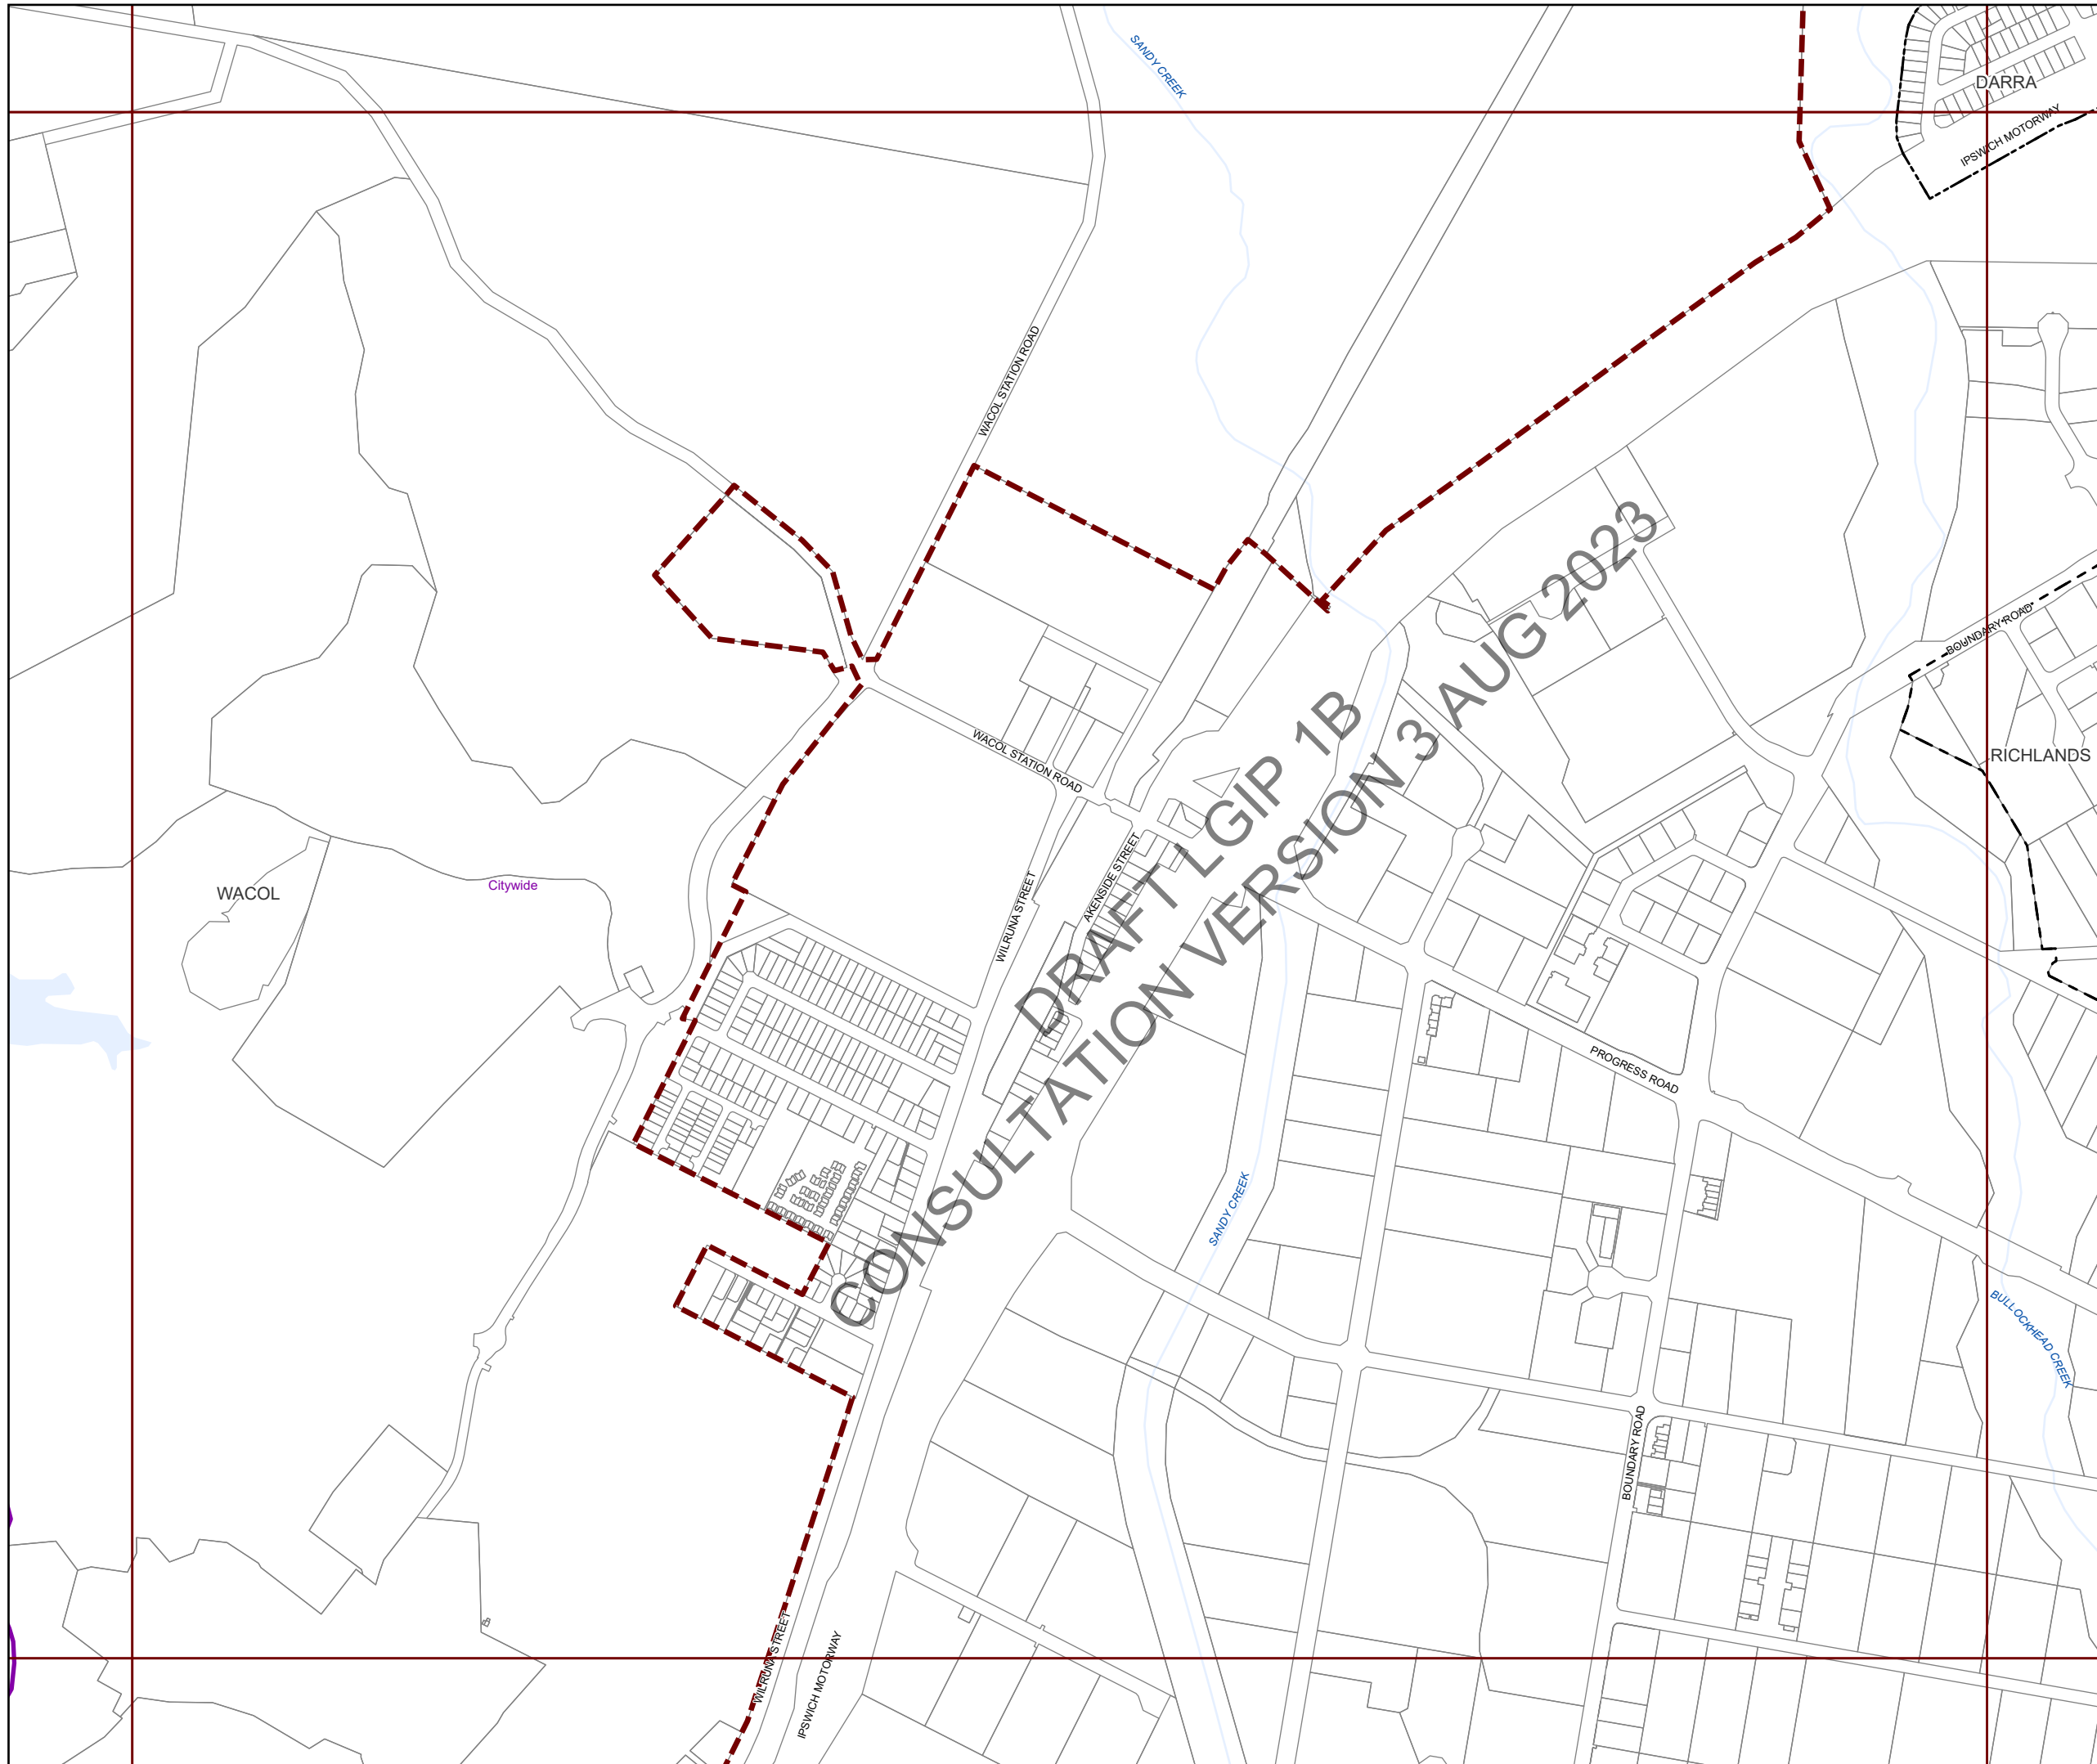 SANDY CREEK
DARRA
IPSWICH MOTORWAY
WACOL STATION ROAD
BOUNDARY ROAD
RICHLANDS
WACOL STATION ROAD
WACOL
Citywide
WILRUNA STREET
AKENSIDE STREET
DRAFT LGIP 1B
CONSULTATION VERSION 3 AUG 2023
PROGRESS ROAD
SANDY CREEK
BULLOCKHEAD CREEK
BOUNDARY ROAD
WILRUNA STREET
IPSWICH MOTORWAY